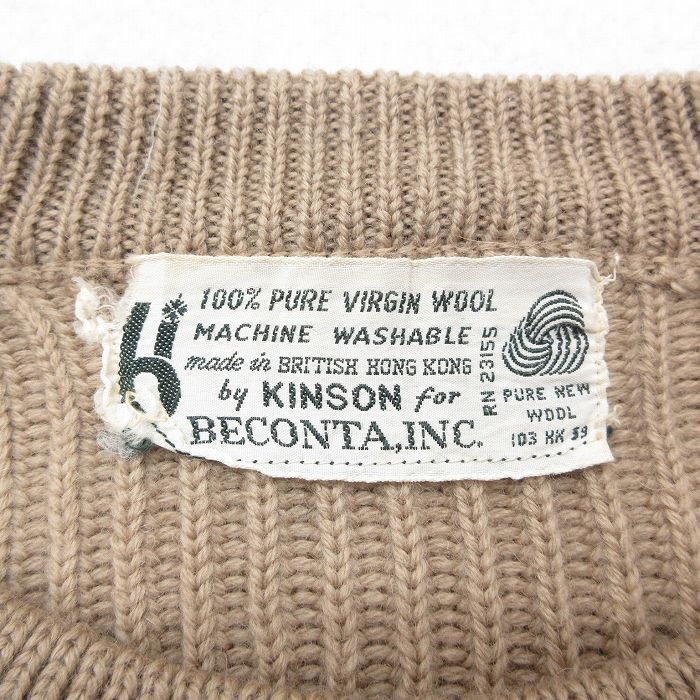 100% PURE VIRGIN WOOL
MACHINE WASHABLE
made in BRITISH HONG KONG
by KINSON for
BECONTA, INC.
RN 23155
PURE NEW
WOOL
103 HK 59